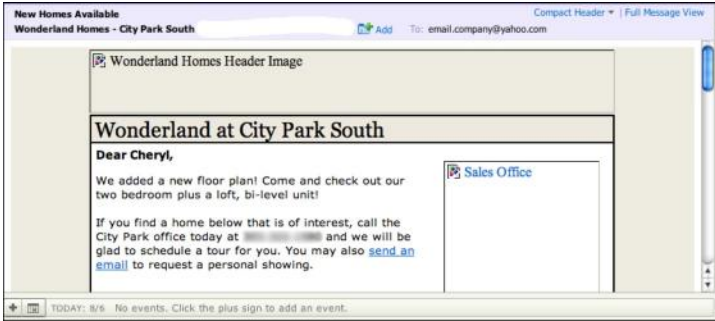 New Homes Available
Compact Header ▾ | Full Message View
Wonderland Homes - City Park South
Add To: email.company@yahoo.com
Wonderland Homes Header Image
Wonderland at City Park South
Dear Cheryl,
We added a new floor plan! Come and check out our
two bedroom plus a loft, bi-level unit!
Sales Office
If you find a home below that is of interest, call the
City Park office today at and we will be
glad to schedule a tour for you. You may also send an
email to request a personal showing.
TODAY: 8/6 No events. Click the plus sign to add an event.